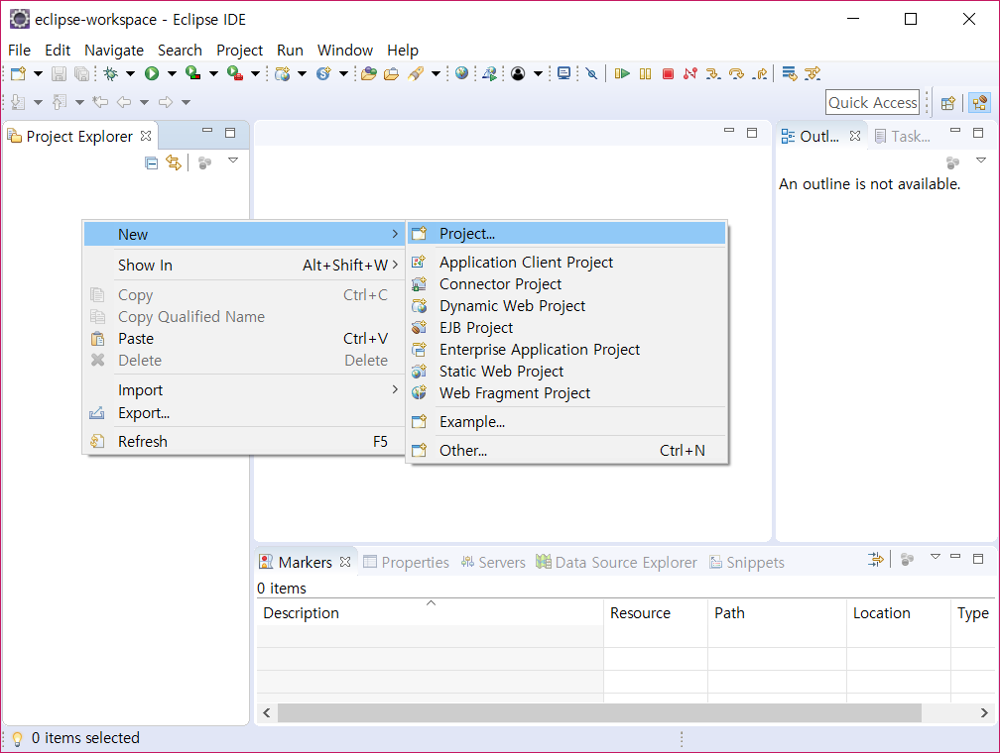 eclipse-workspace - Eclipse IDE
File Edit Navigate Search Project Run Window Help
Quick Access
Project Explorer
Outl...
Task...
An outline is not available.
New
Show In Alt+Shift+W
Copy Ctrl+C
Copy Qualified Name
Paste Ctrl+V
Delete Delete
Import
Export...
Refresh F5
Project...
Application Client Project
Connector Project
Dynamic Web Project
EJB Project
Enterprise Application Project
Static Web Project
Web Fragment Project
Example...
Other... Ctrl+N
Markers Properties Servers Data Source Explorer Snippets
0 items
Description Resource Path Location Type
0 items selected